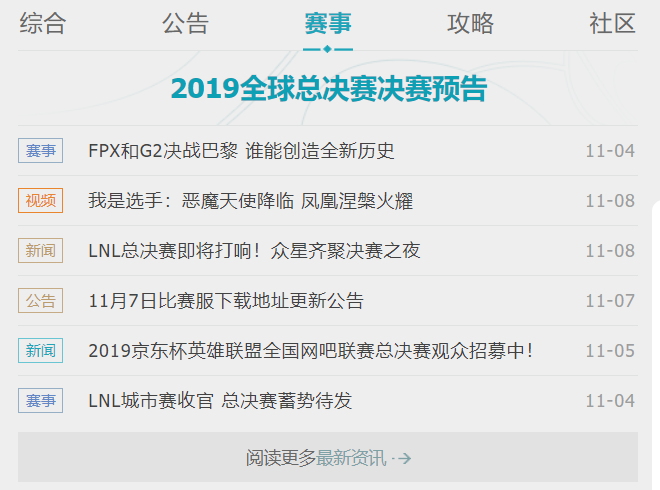 综合 公告 赛事 攻略 社区
2019全球总决赛决赛预告
赛事 FPX和G2决战巴黎 谁能创造全新历史 11-04
视频 我是选手：恶魔天使降临 凤凰涅槃火耀 11-08
新闻 LNL总决赛即将打响！众星齐聚决赛之夜 11-08
公告 11月7日比赛服下载地址更新公告 11-07
新闻 2019京东杯英雄联盟全国网吧联赛总决赛观众招募中！ 11-05
赛事 LNL城市赛收官 总决赛蓄势待发 11-04
阅读更多最新资讯 ·→